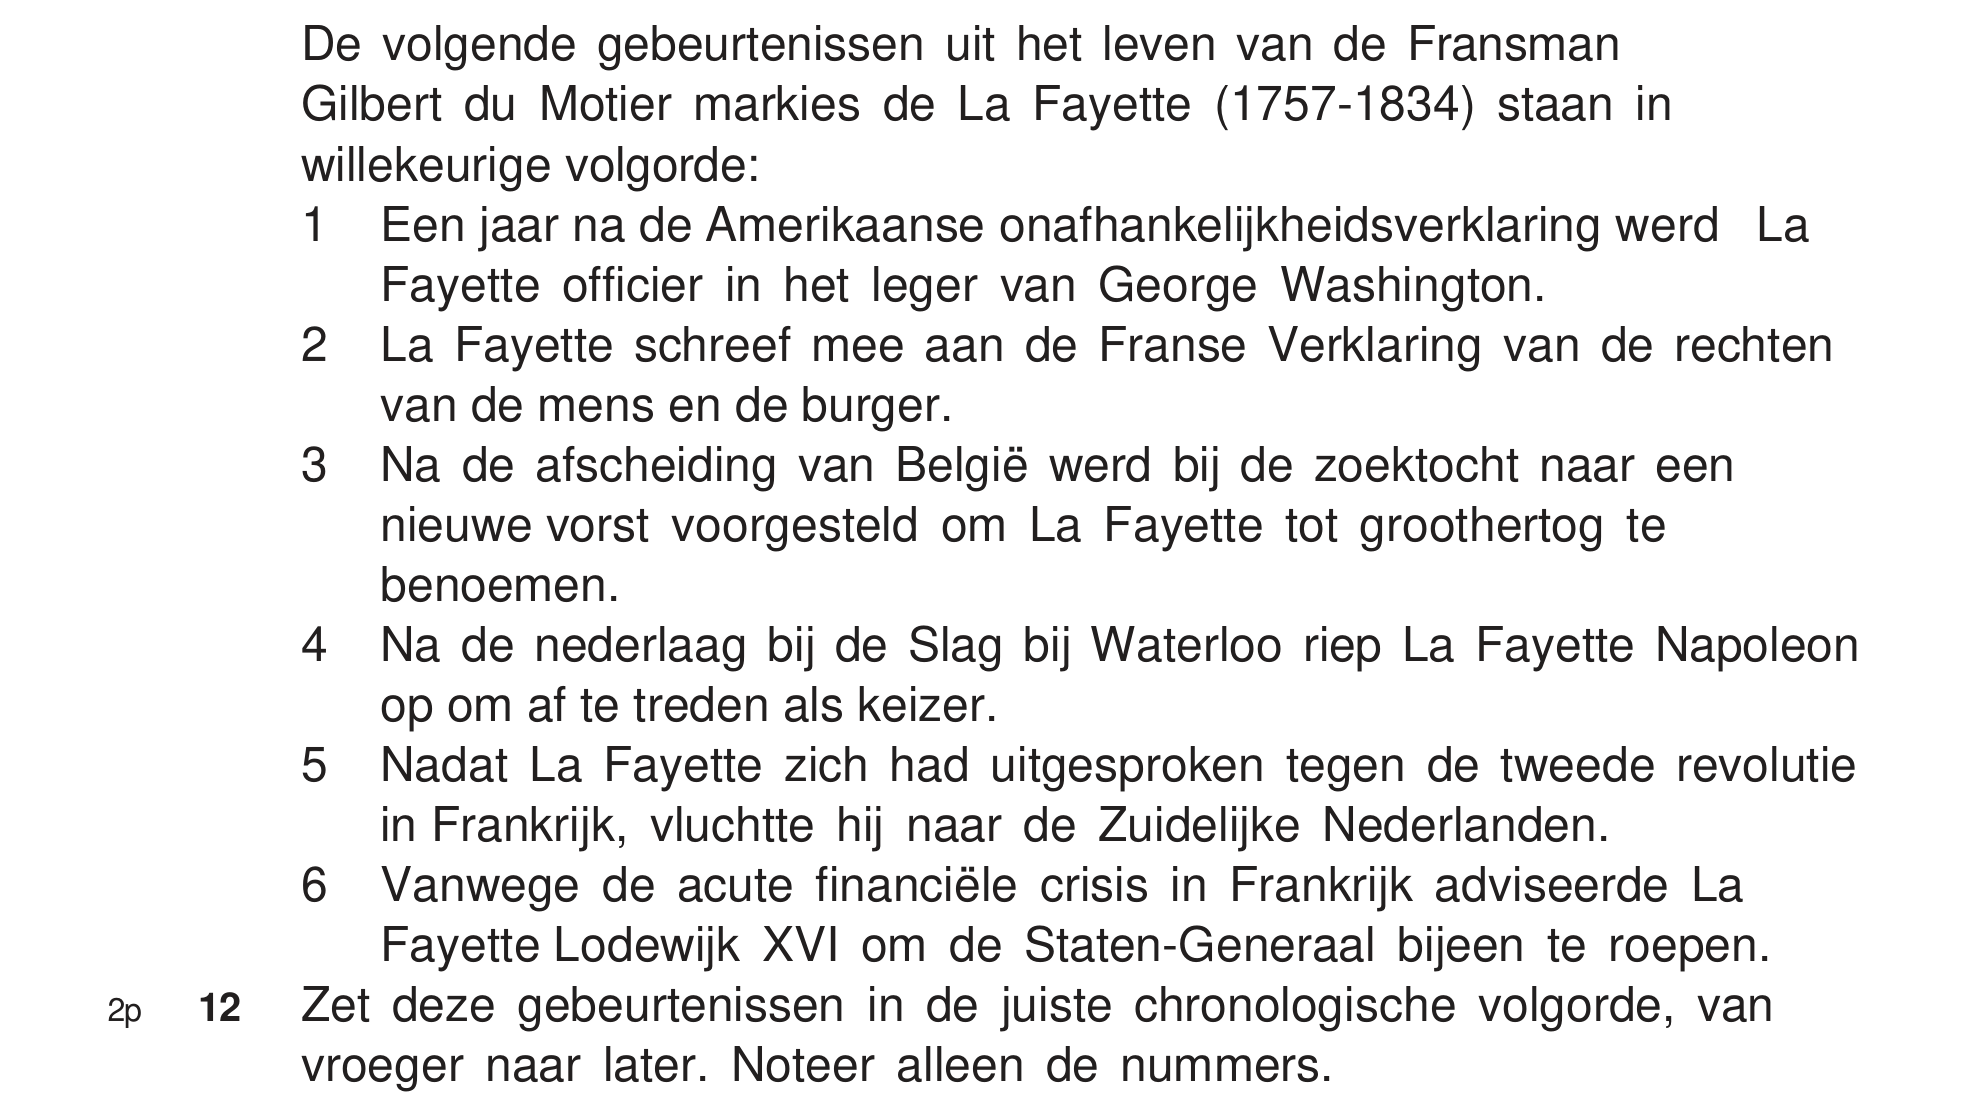 De volgende gebeurtenissen uit het leven van de Fransman
Gilbert du Motier markies de La Fayette (1757-1834) staan in
willekeurige volgorde:
1 Een jaar na de Amerikaanse onafhankelijkheidsverklaring werd La
Fayette officier in het leger van George Washington.
2 La Fayette schreef mee aan de Franse Verklaring van de rechten
van de mens en de burger.
3 Na de afscheiding van België werd bij de zoektocht naar een
nieuwe vorst voorgesteld om La Fayette tot groothertog te
benoemen.
4 Na de nederlaag bij de Slag bij Waterloo riep La Fayette Napoleon
op om af te treden als keizer.
5 Nadat La Fayette zich had uitgesproken tegen de tweede revolutie
in Frankrijk, vluchtte hij naar de Zuidelijke Nederlanden.
6 Vanwege de acute financiële crisis in Frankrijk adviseerde La
Fayette Lodewijk XVI om de Staten-Generaal bijeen te roepen.
2p 12 Zet deze gebeurtenissen in de juiste chronologische volgorde, van
vroeger naar later. Noteer alleen de nummers.